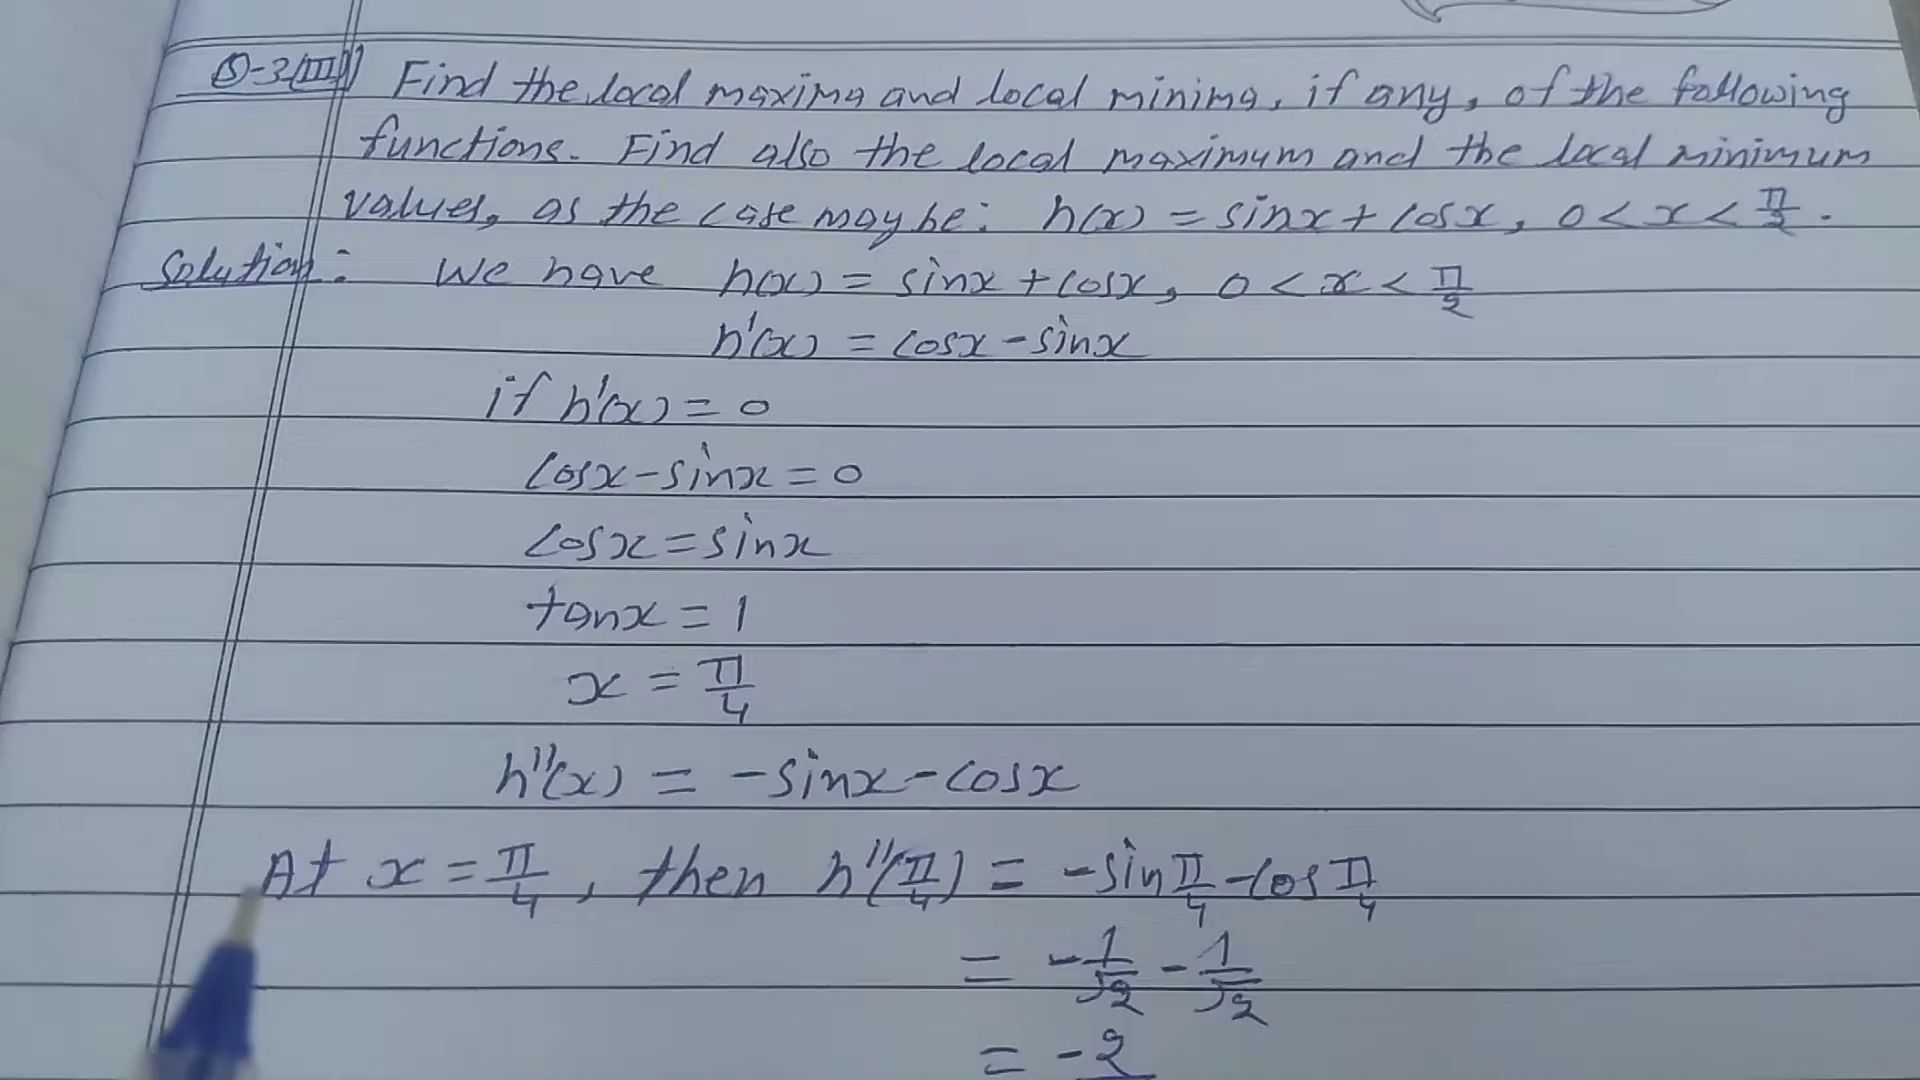 Q-3(III) Find the local maxima and local minima, if any, of the following
functions. Find also the local maximum and the local minimum
values, as the case may be: h(x) = sinx + cosx, 0 < x < π/2.
Solution: We have h(x) = sinx + cosx, 0 < x < π/2
h'(x) = cosx - sinx
if h'(x) = 0
cosx - sinx = 0
cosx = sinx
tanx = 1
x = π/4
h''(x) = -sinx - cosx
At x = π/4, then h''(π/4) = -sin π/4 - cos π/4
= -1/√2 - 1/√2
= -2